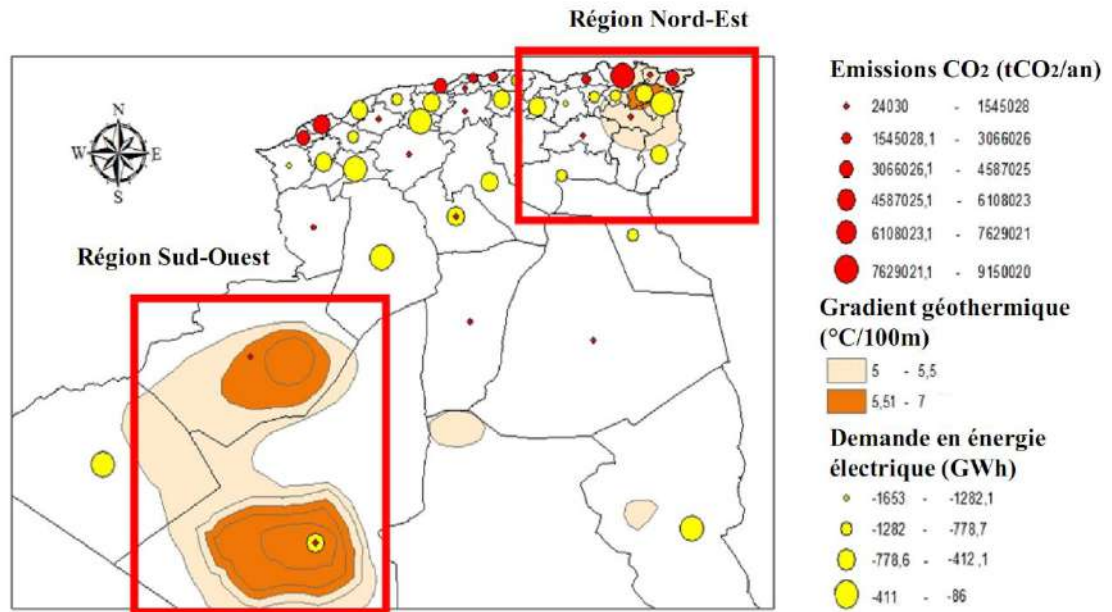 Région Nord-Est
N
W E
S
Région Sud-Ouest
Emissions CO2 (tCO2/an)
24030 - 1545028
1545028,1 - 3066026
3066026,1 - 4587025
4587025,1 - 6108023
6108023,1 - 7629021
7629021,1 - 9150020
Gradient géothermique
(°C/100m)
5 - 5,5
5,51 - 7
Demande en énergie
électrique (GWh)
-1653 - -1282,1
-1282 - -778,7
-778,6 - -412,1
-411 - -86